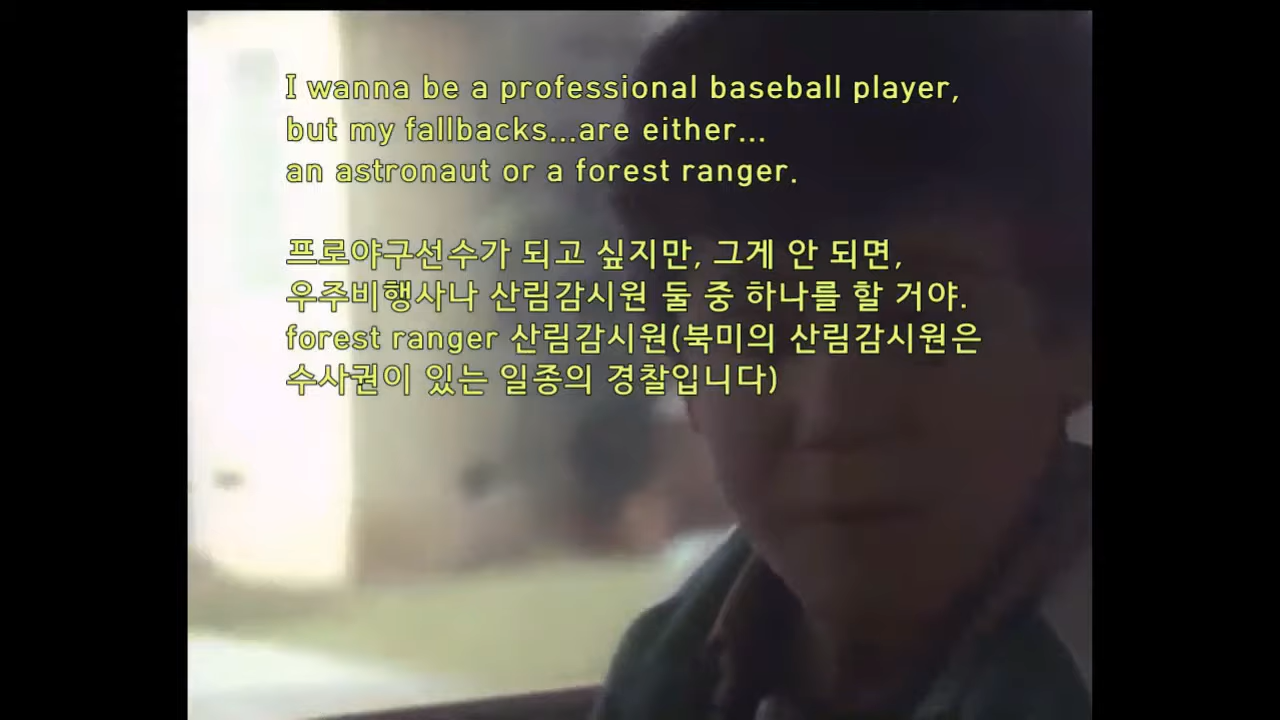 I wanna be a professional baseball player,
but my fallbacks...are either...
an astronaut or a forest ranger.
프로야구선수가 되고 싶지만, 그게 안 되면,
우주비행사나 산림감시원 둘 중 하나를 할 거야.
forest ranger 산림감시원(북미의 산림감시원은
수사권이 있는 일종의 경찰입니다)